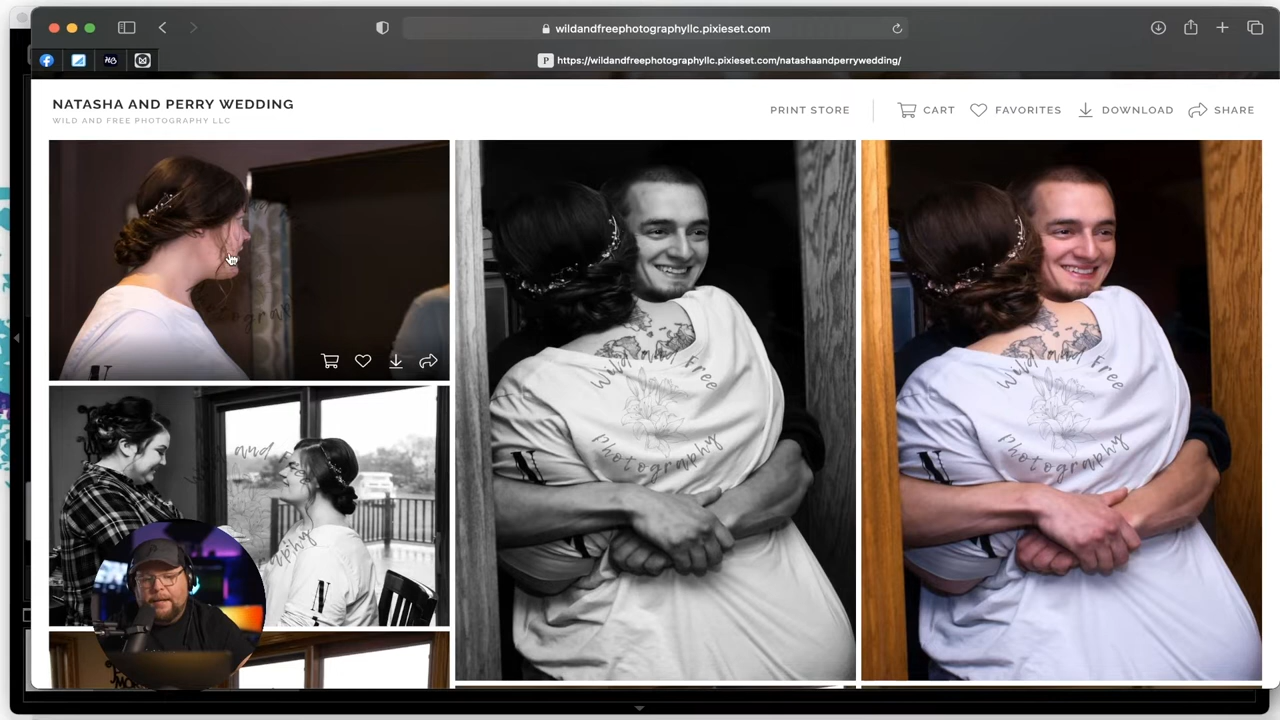 wildandfreephotographyllc.pixieset.com
https://wildandfreephotographyllc.pixieset.com/natashaandperrywedding/
NATASHA AND PERRY WEDDING
WILD AND FREE PHOTOGRAPHY LLC
PRINT STORE
CART
FAVORITES
DOWNLOAD
SHARE
Wild and Free
Photography
Wild and Free
Photography
and
N